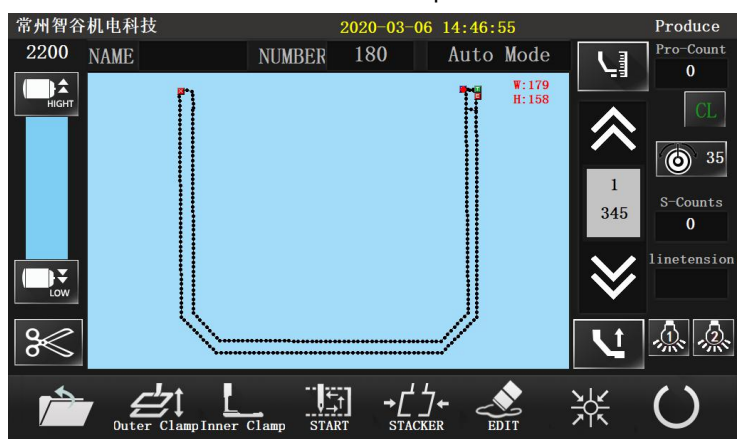 常州智谷机电科技 2020-03-06 14:46:55 Produce
2200 NAME NUMBER 180 Auto Mode Pro-Count
0
HIGHT
W:179
H:158
CL
35
1
345
S-Counts
0
linetension
LOW
1 2
Outer Clamp Inner Clamp START STACKER EDIT